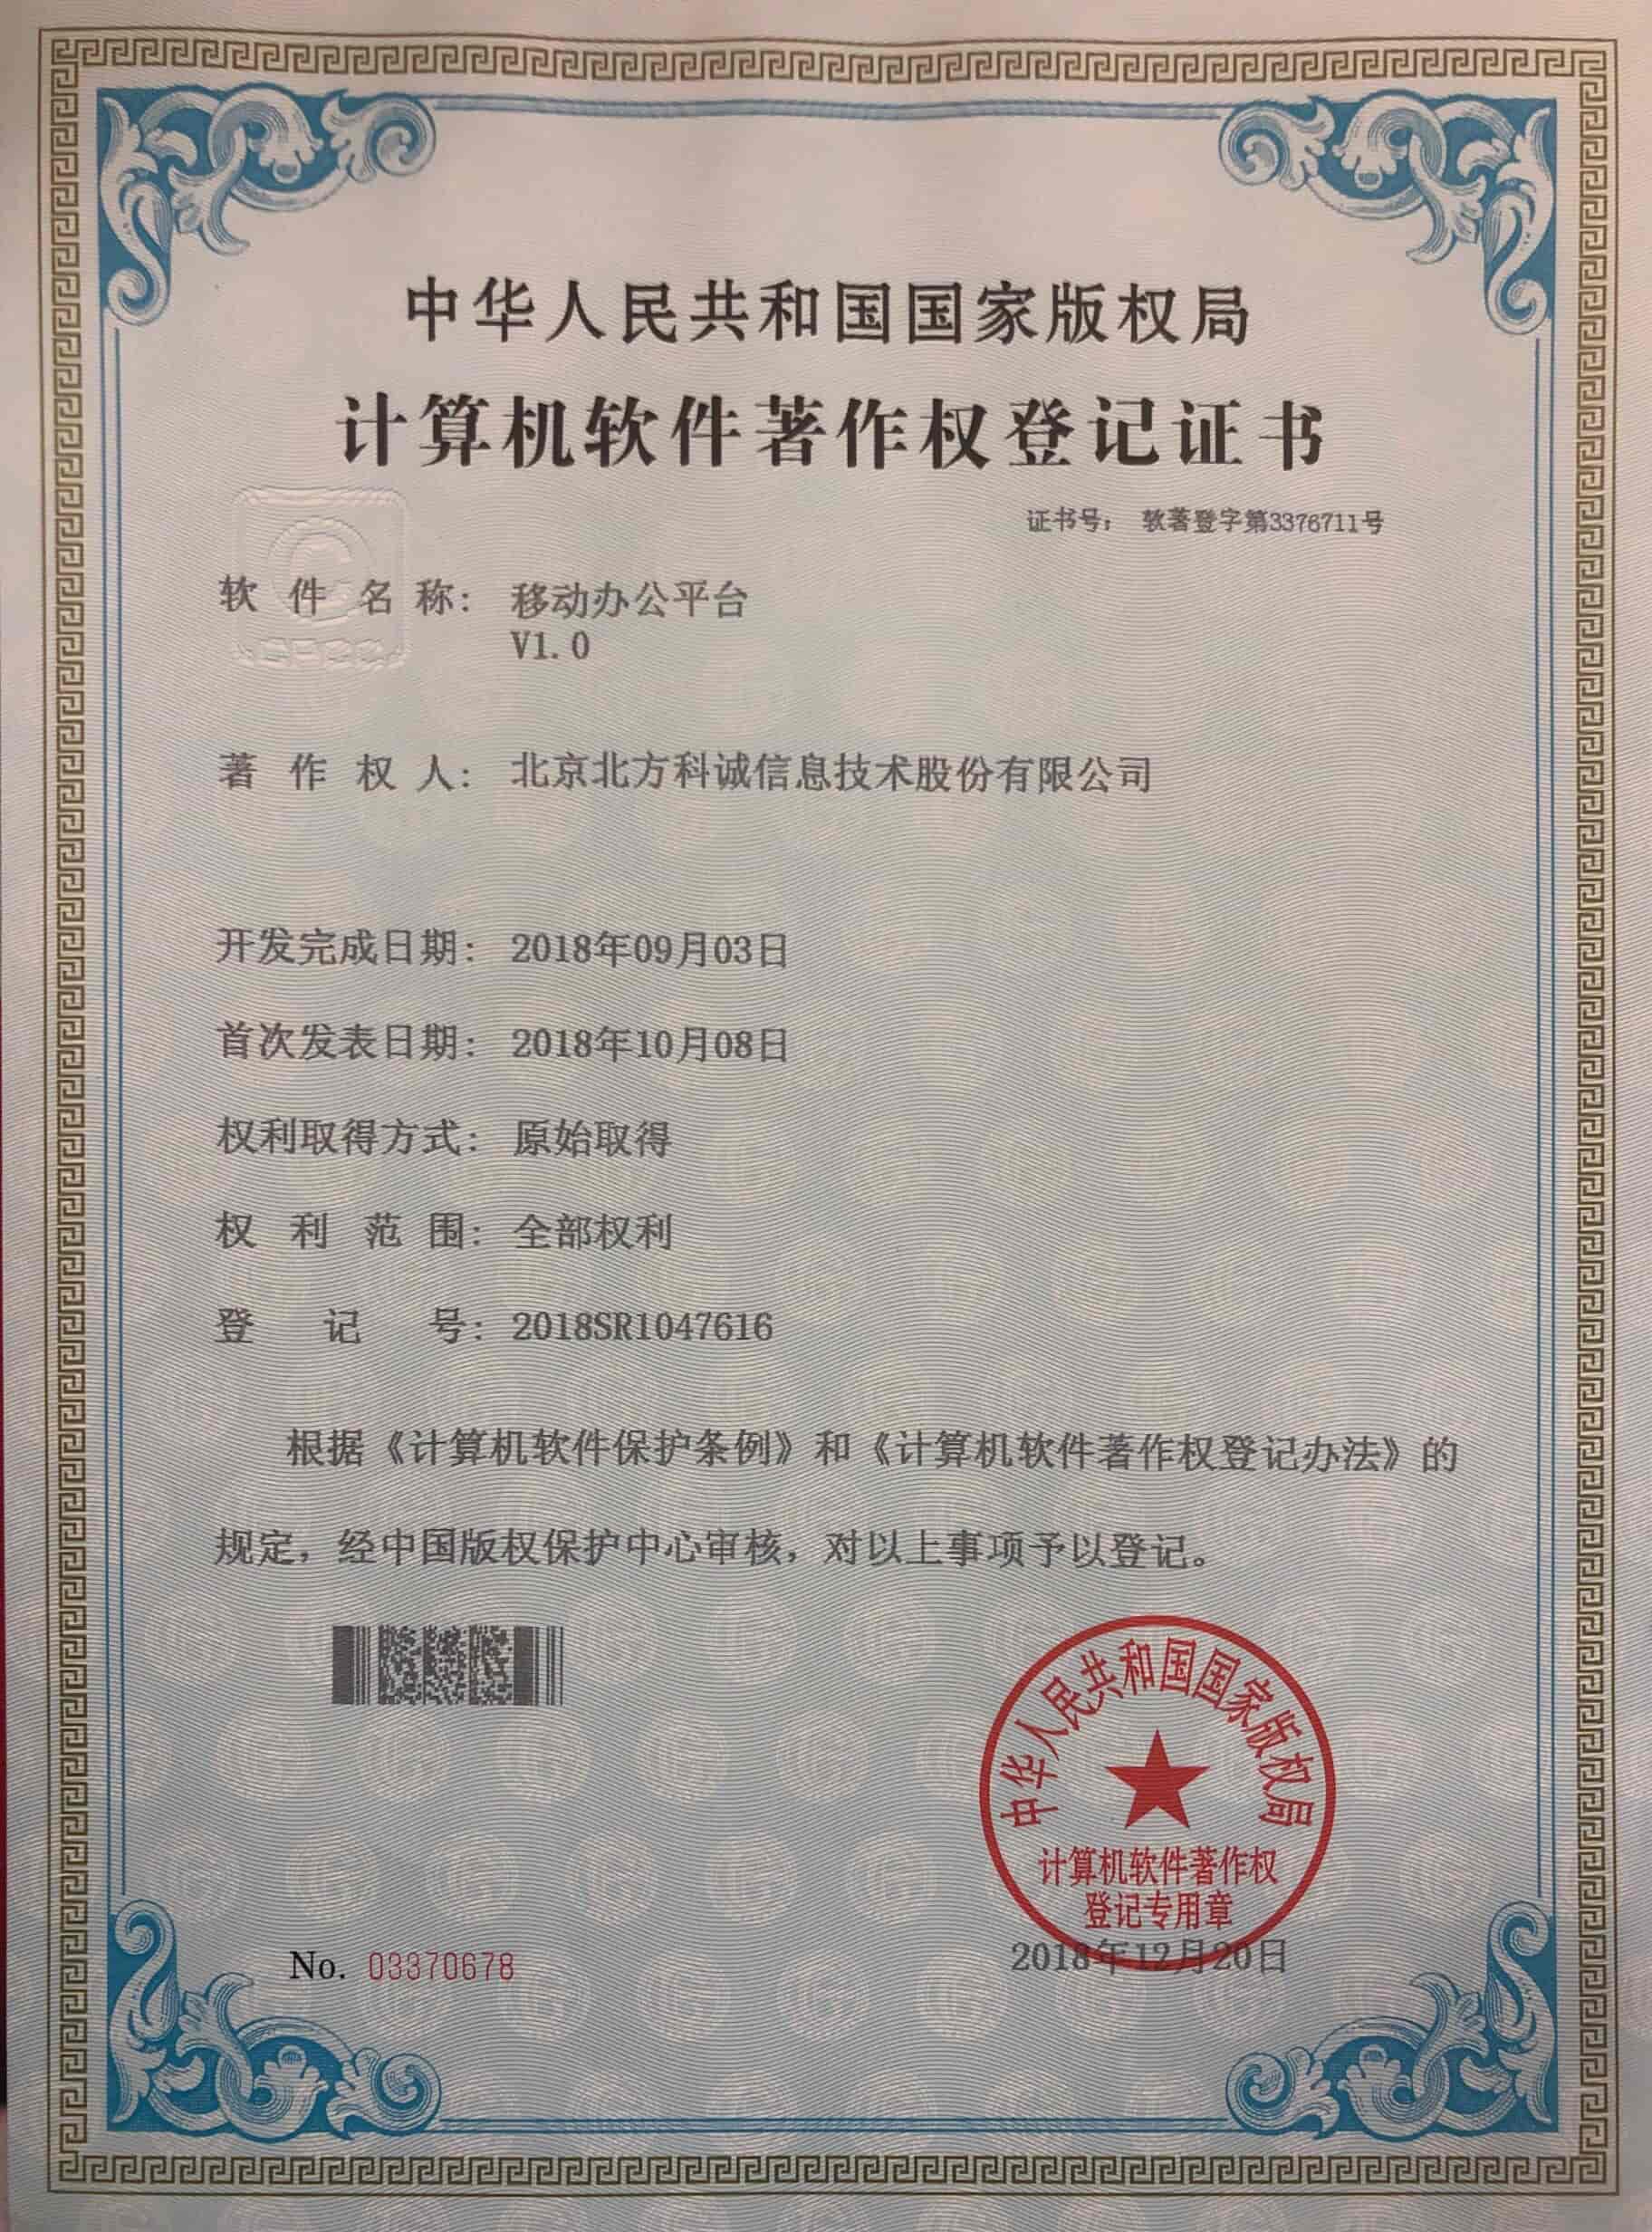 中华人民共和国国家版权局
计算机软件著作权登记证书
证书号： 软著登字第3376711号
软件名称： 移动办公平台
V1.0
著作权人： 北京北方科诚信息技术股份有限公司
开发完成日期： 2018年09月03日
首次发表日期： 2018年10月08日
权利取得方式： 原始取得
权利范围： 全部权利
登记号： 2018SR1047616
根据《计算机软件保护条例》和《计算机软件著作权登记办法》的
规定，经中国版权保护中心审核，对以上事项予以登记。
中华人民共和国国家版权局
计算机软件著作权
登记专用章
No. 03370678
2018年12月20日